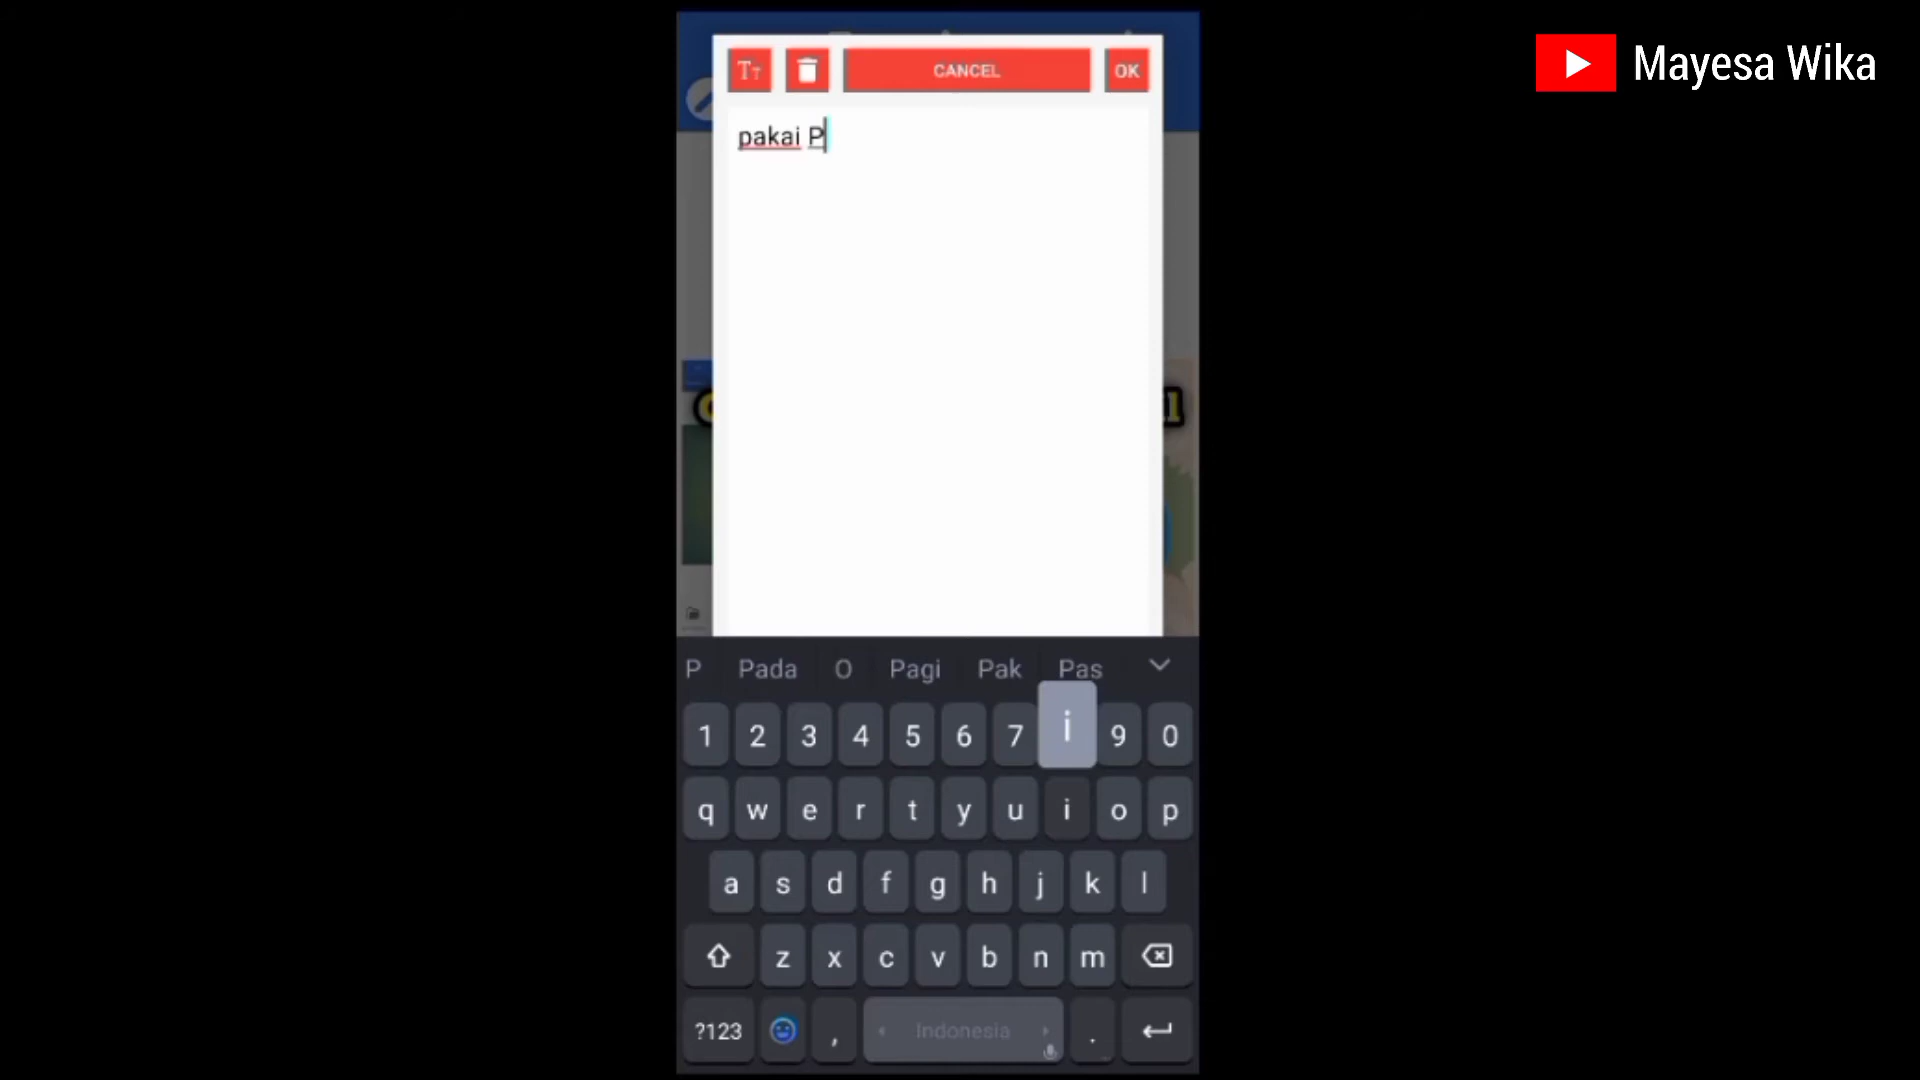 Mayesa Wika
Tт CANCEL OK
pakai P
P Pada O Pagi Pak Pas
1 2 3 4 5 6 7 i 9 0
q w e r t y u i o p
a s d f g h j k l
z x c v b n m
?123 , Indonesia .